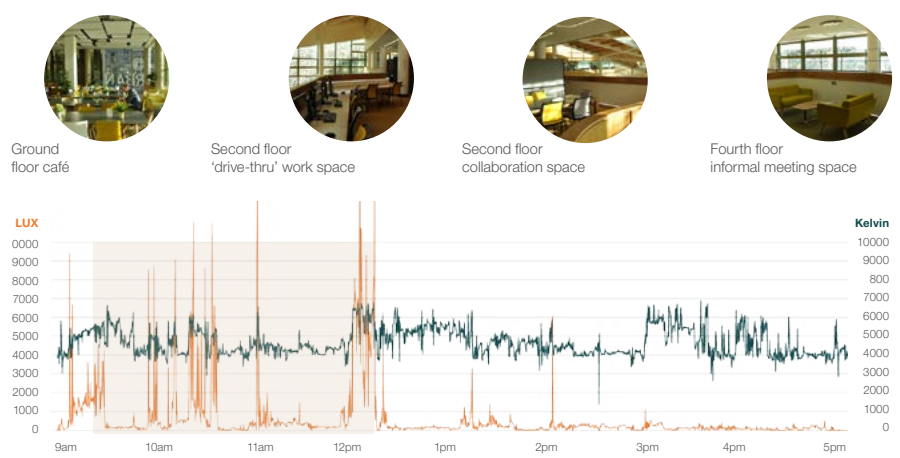 Ground
floor café
Second floor
‘drive-thru’ work space
Second floor
collaboration space
Fourth floor
informal meeting space
LUX
Kelvin
0000
9000
8000
7000
6000
5000
4000
3000
2000
1000
0
10000
9000
800
7000
6000
5000
4000
3000
2000
1000
0
9am
10am
11am
12pm
1pm
2pm
3pm
4pm
5pm